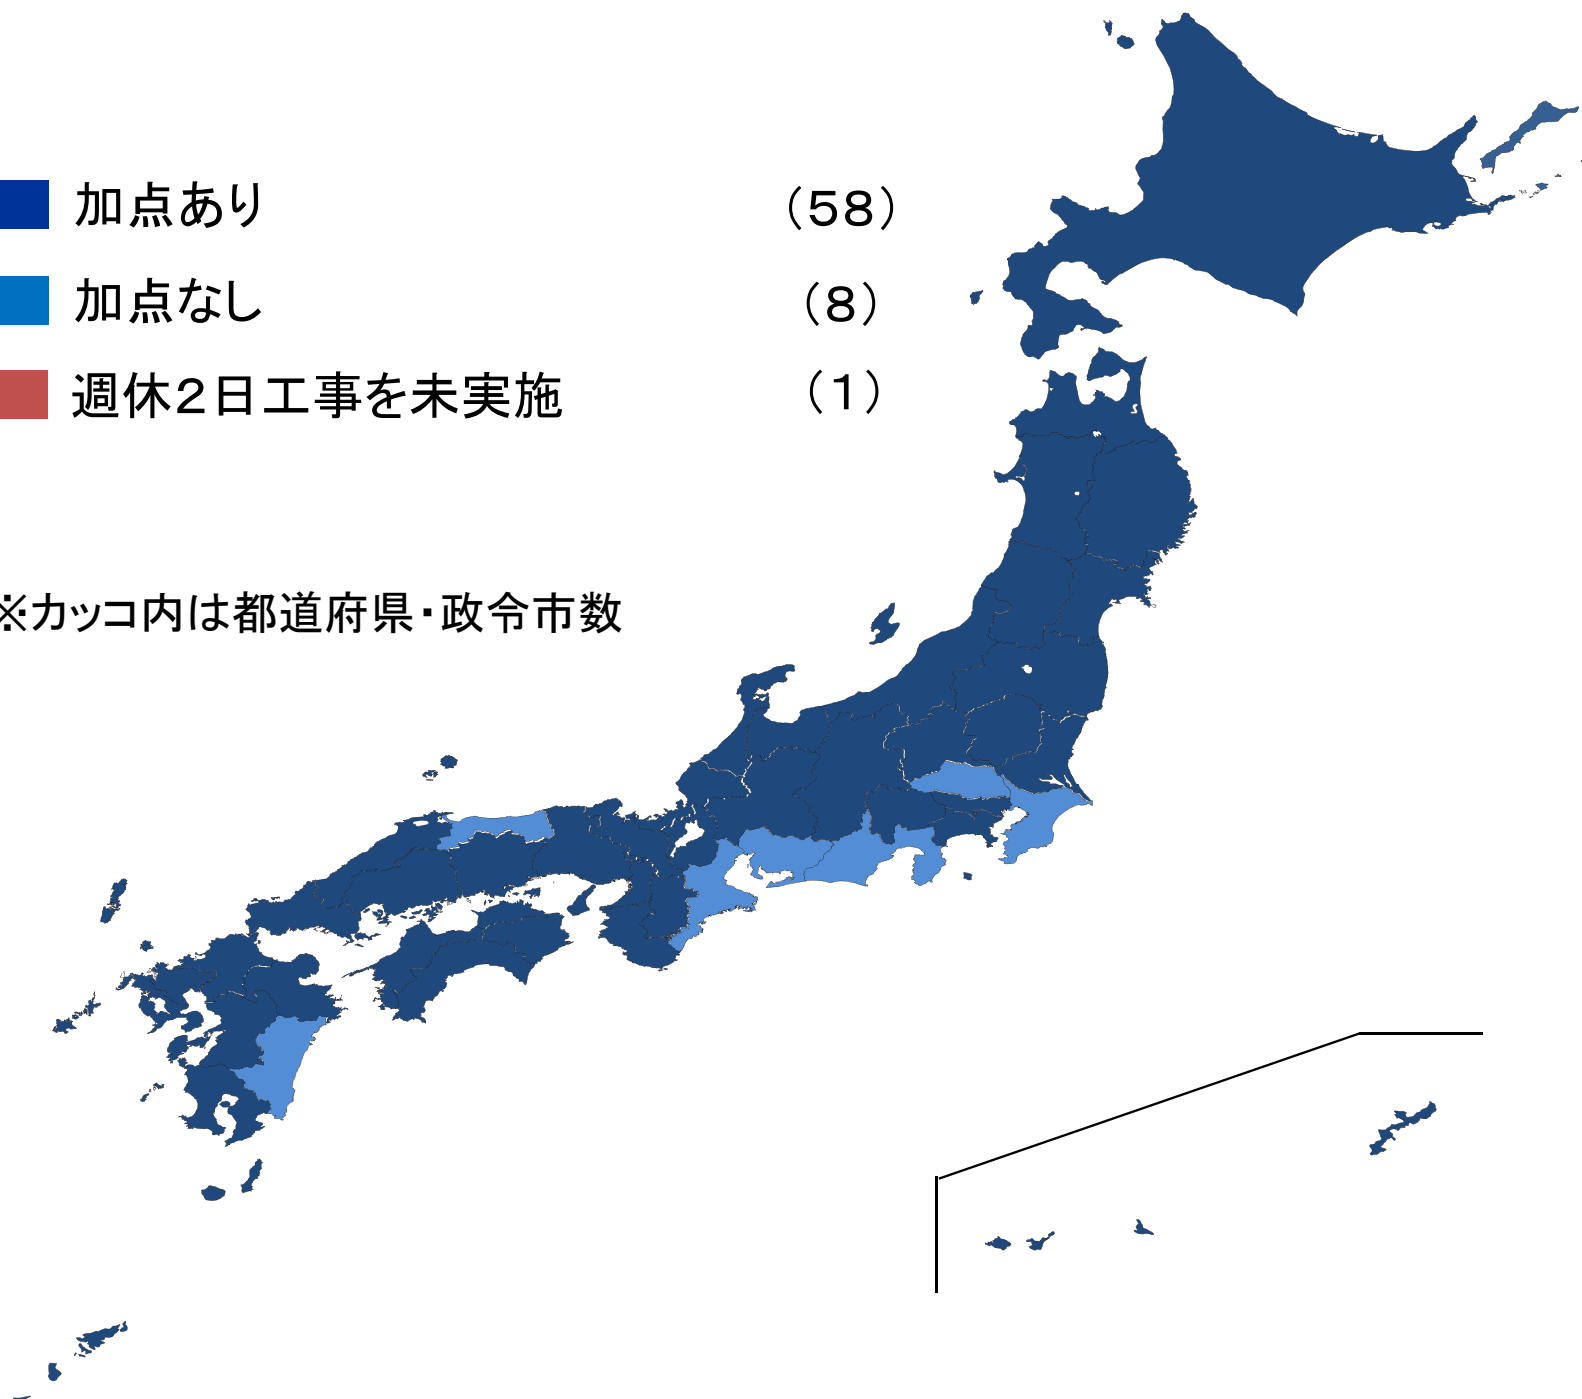 加点あり （58）
加点なし （8）
週休２日工事を未実施 （1）
※カッコ内は都道府県・政令市数